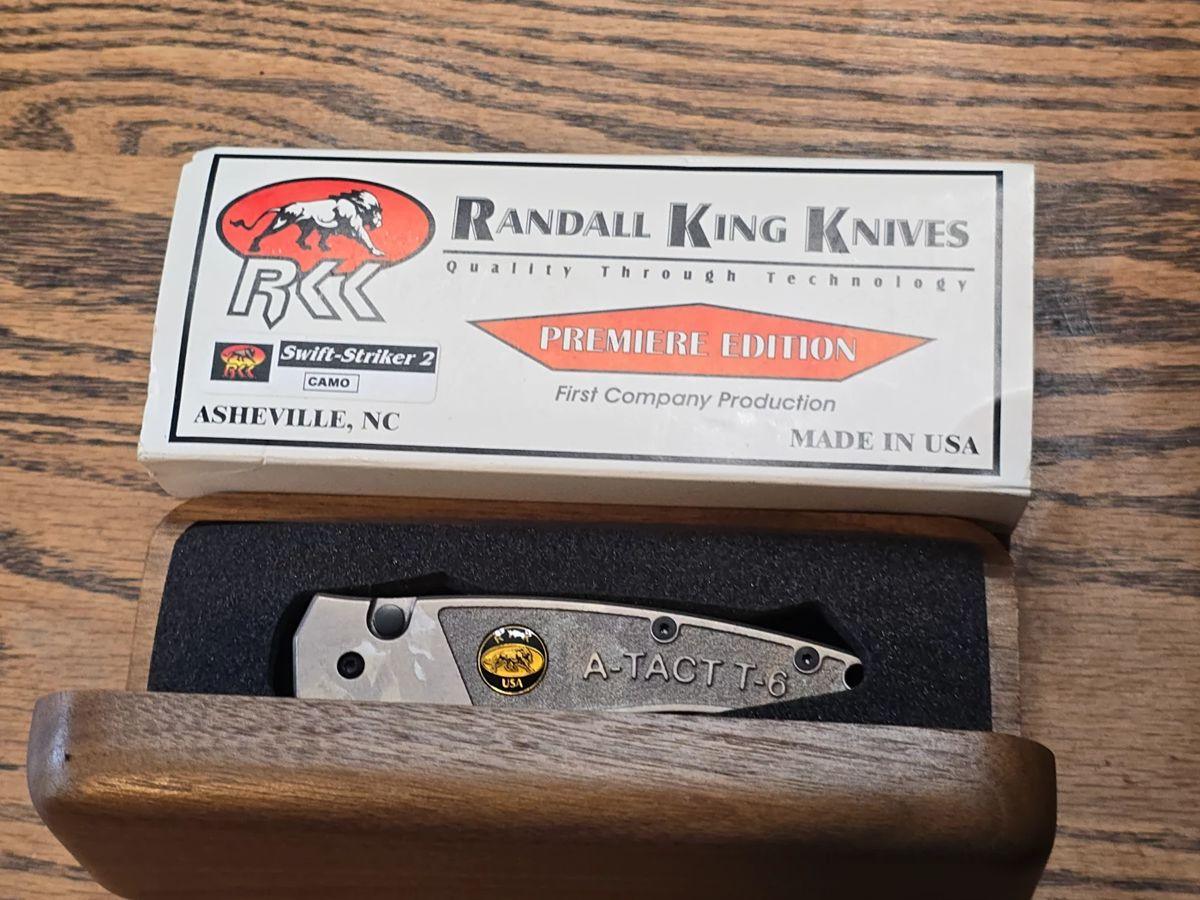 RANDALL KING KNIVES
Quality Through Technology
RKK
PREMIERE EDITION
First Company Production
RKK
Swift-Striker 2
CAMO
ASHEVILLE, NC
MADE IN USA
A-TACT T-6
USA